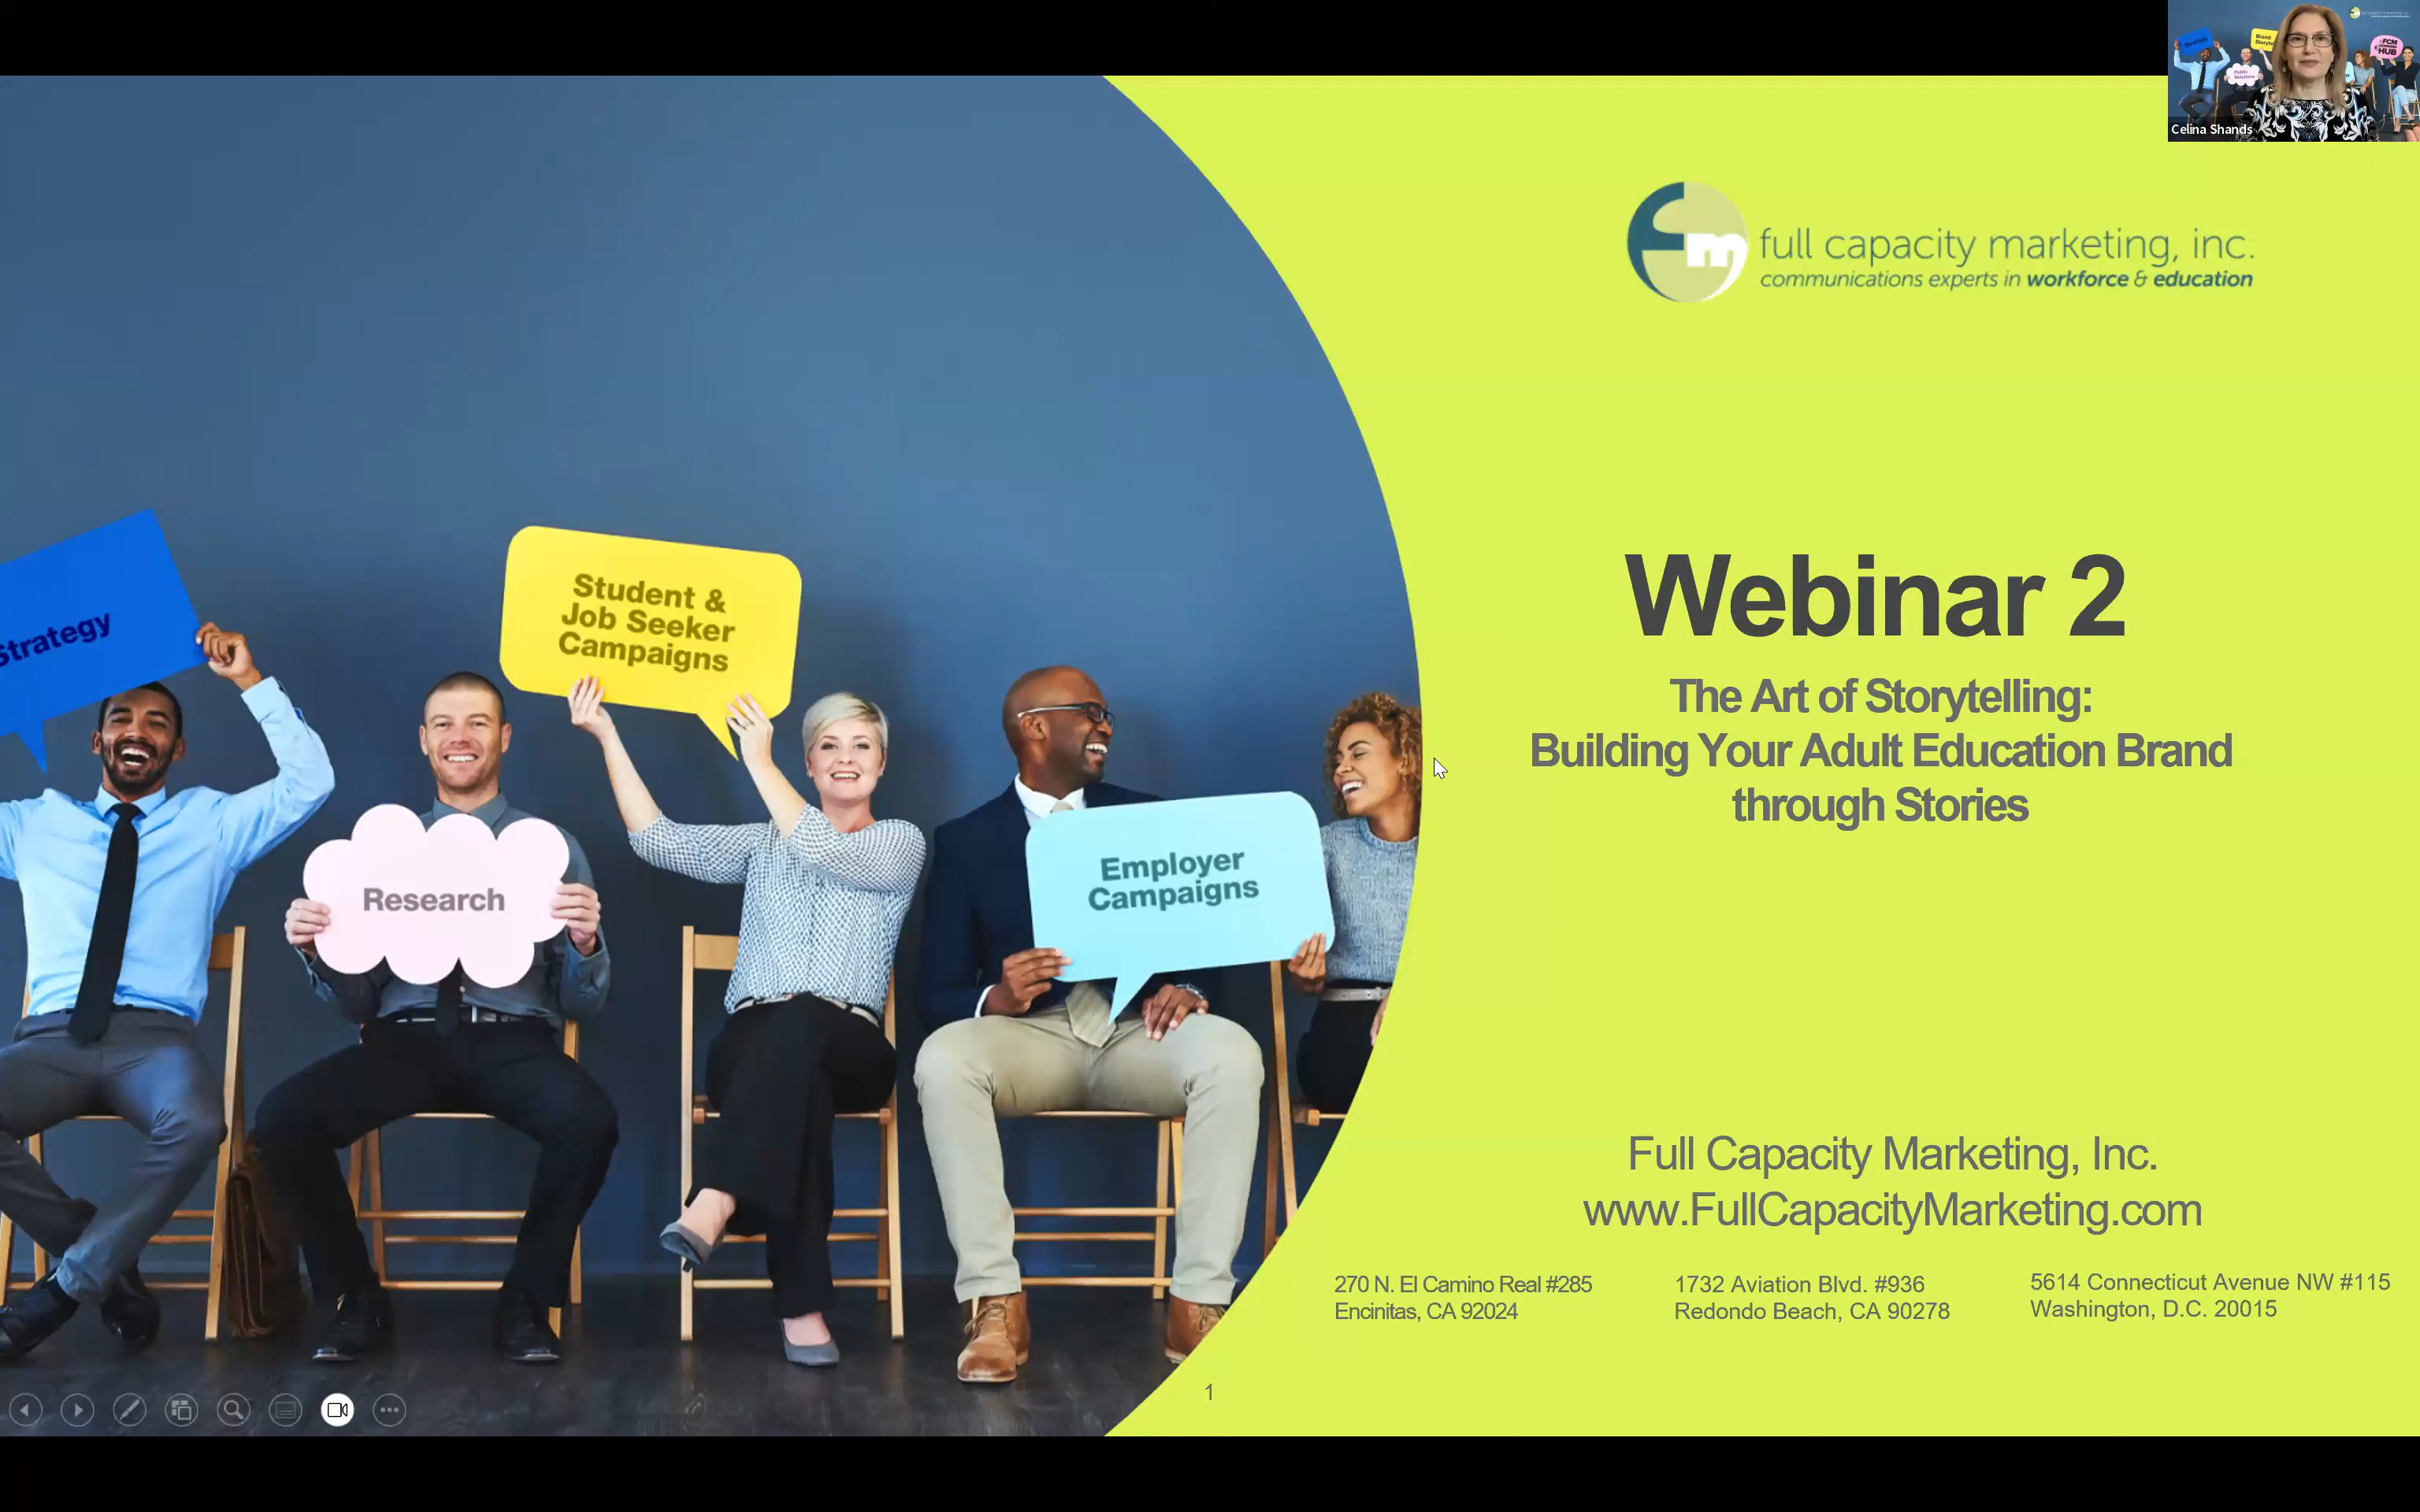 Celina Shands
full capacity marketing, inc.
communications experts in workforce & education
Strategy
Student &
Job Seeker
Campaigns
Research
Employer
Campaigns
Webinar 2
The Art of Storytelling:
Building Your Adult Education Brand
through Stories
Full Capacity Marketing, Inc.
www.FullCapacityMarketing.com
270 N. El Camino Real #285
Encinitas, CA 92024
1732 Aviation Blvd. #936
Redondo Beach, CA 90278
5614 Connecticut Avenue NW #115
Washington, D.C. 20015
1